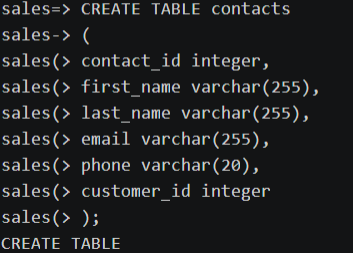 sales=> CREATE TABLE contacts
sales-> (
sales(> contact_id integer,
sales(> first_name varchar(255),
sales(> last_name varchar(255),
sales(> email varchar(255),
sales(> phone varchar(20),
sales(> customer_id integer
sales(> );
CREATE TABLE